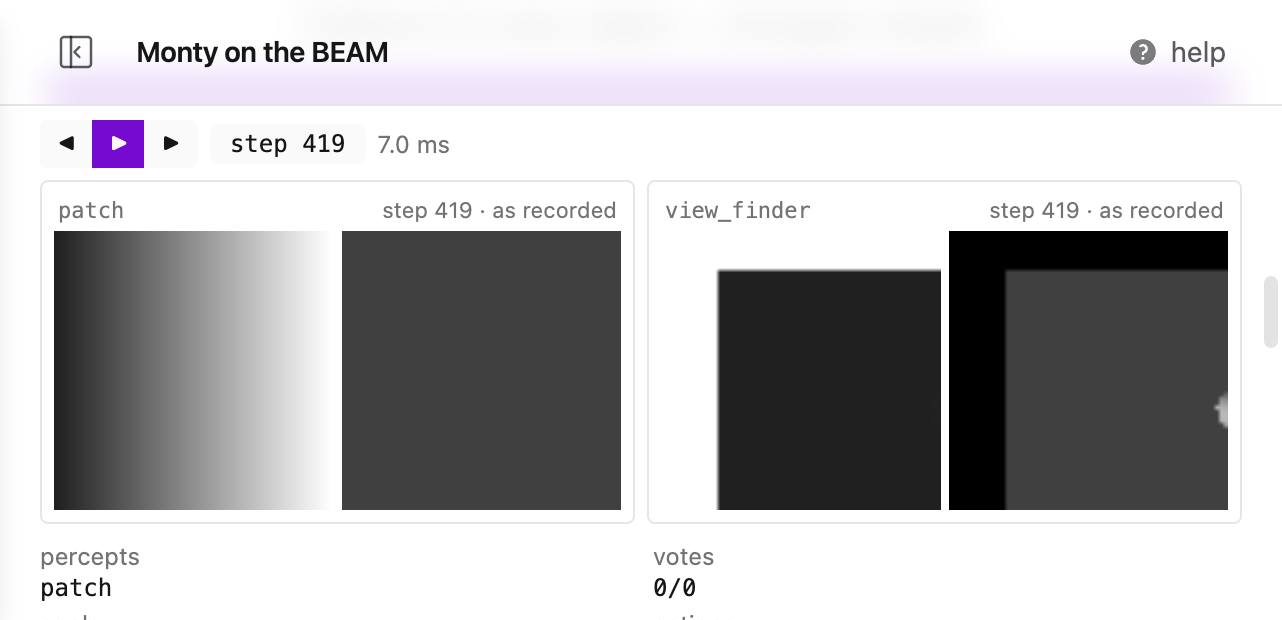 Monty on the BEAM
help
step 419 7.0 ms
patch step 419 · as recorded
view_finder step 419 · as recorded
percepts
patch
votes
0/0